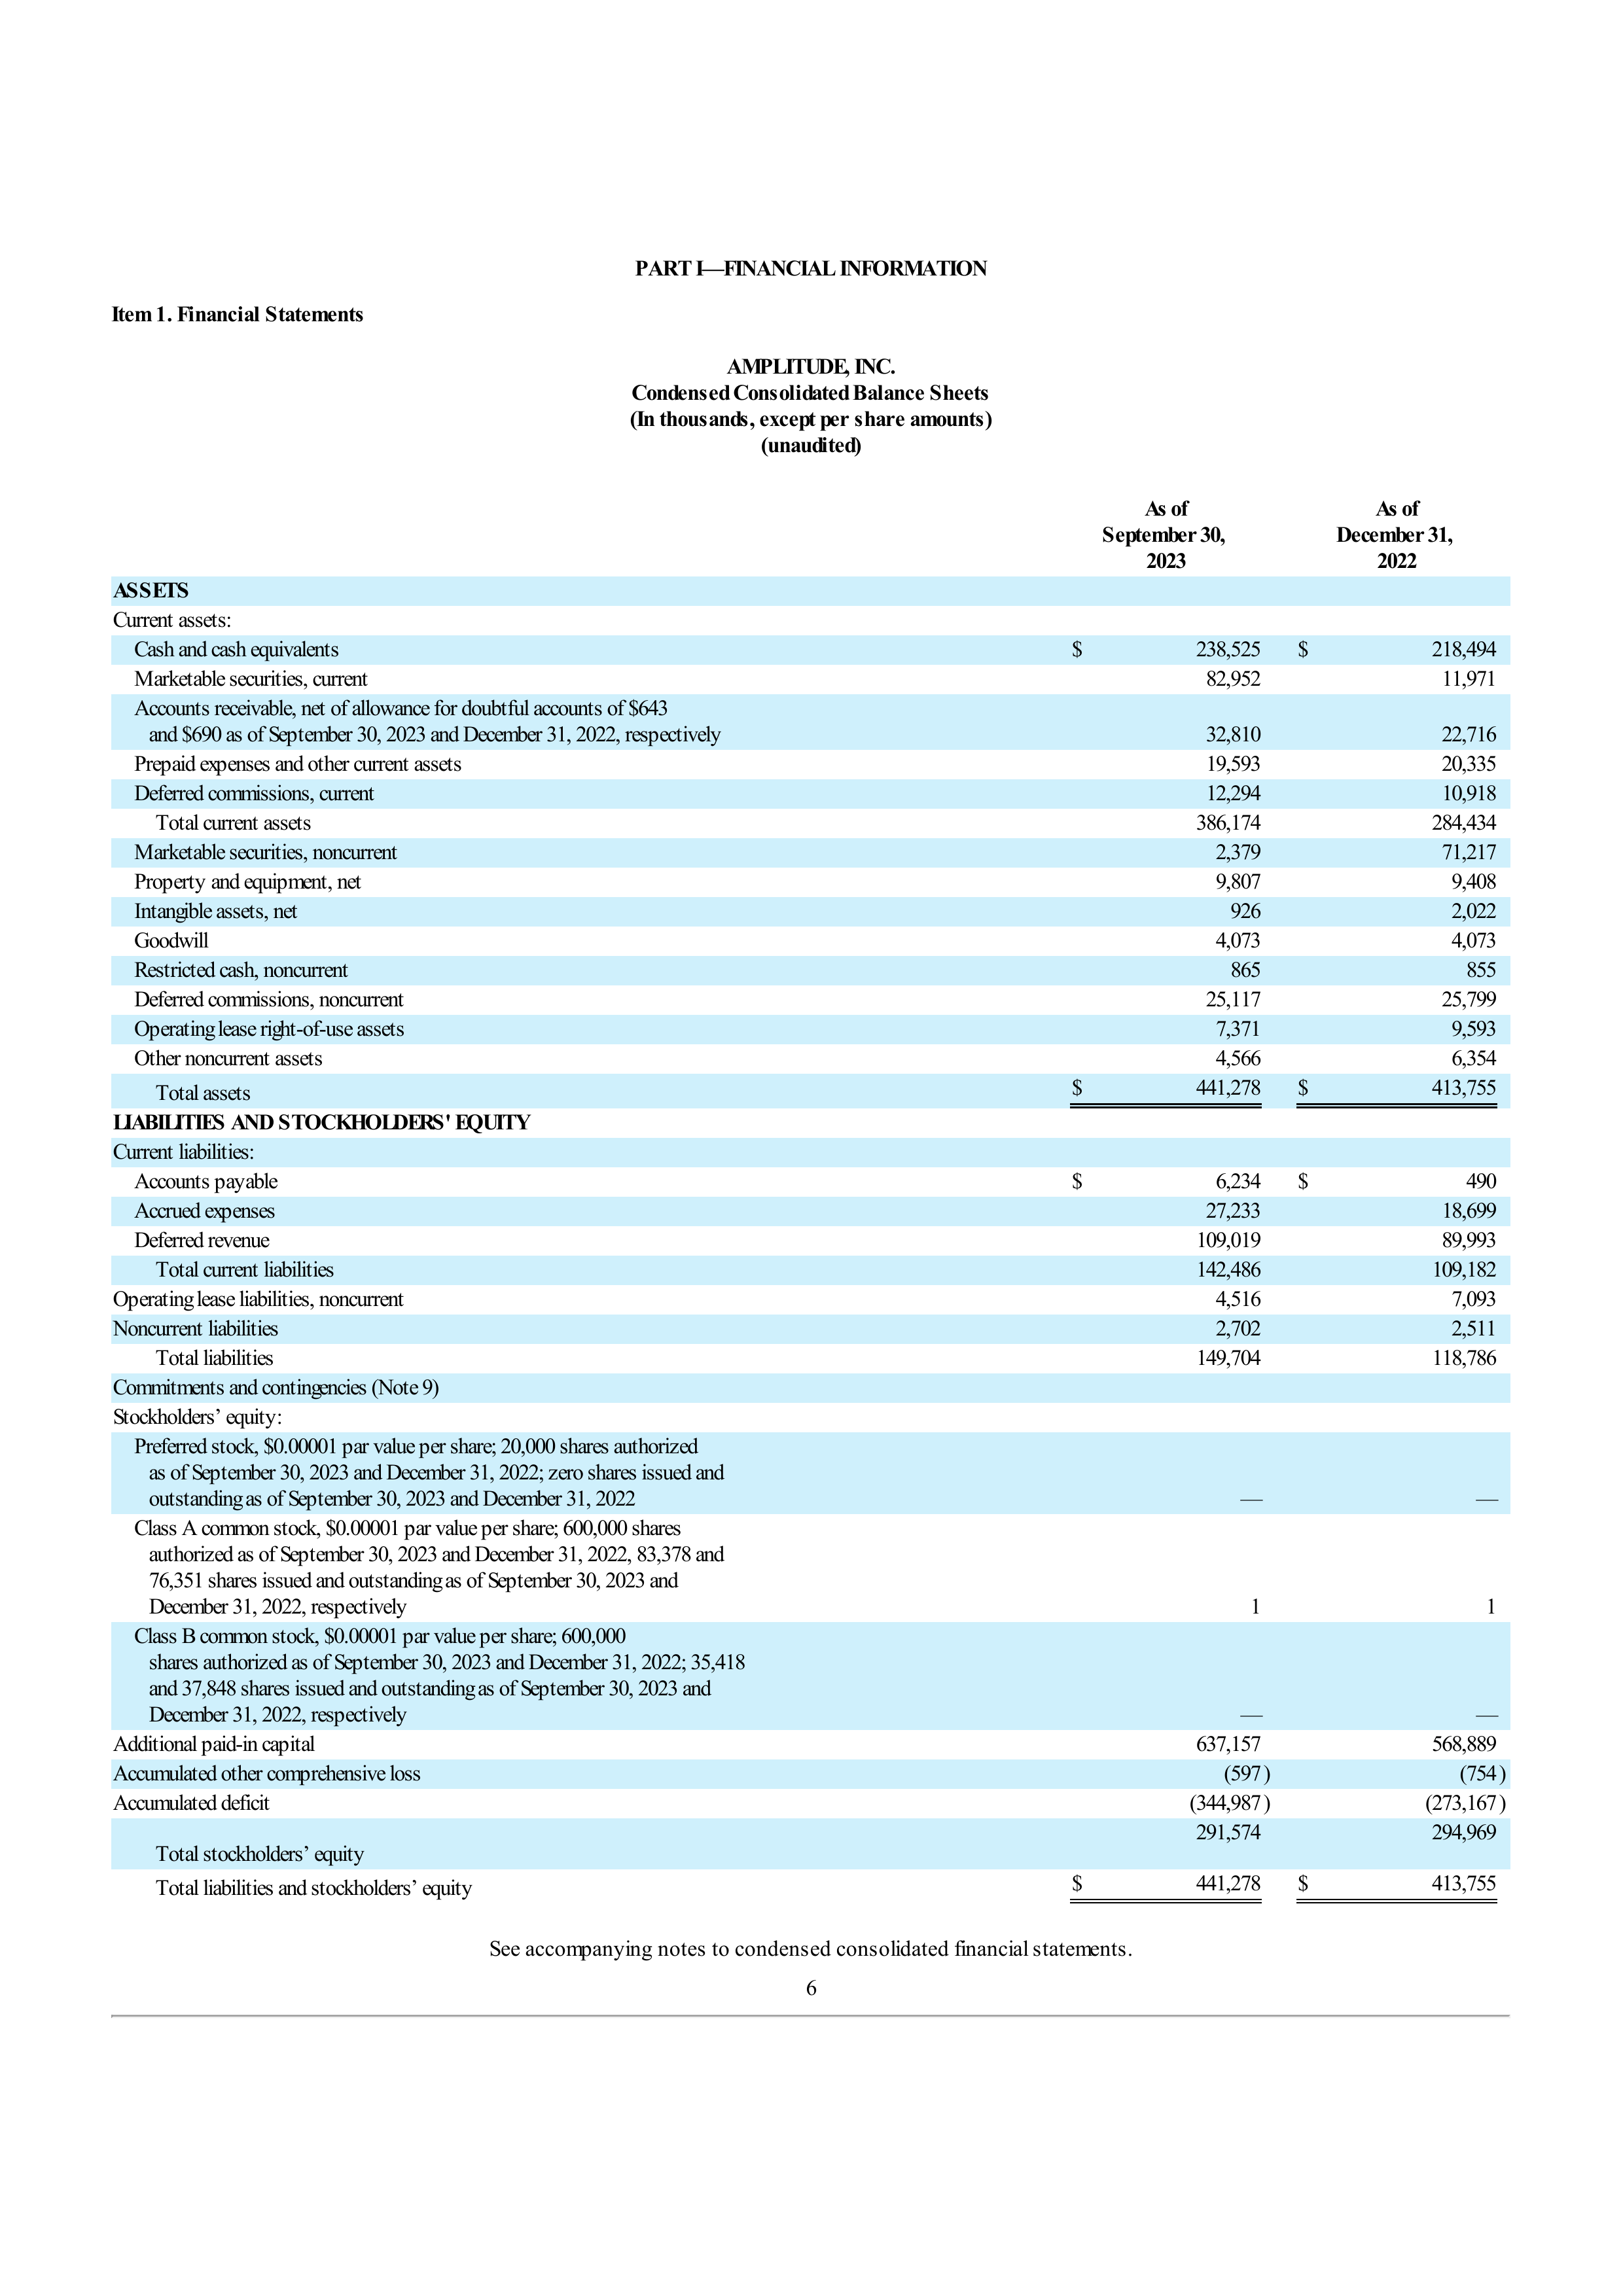 PART I—FINANCIAL INFORMATION
Item 1. Financial Statements
AMPLITUDE, INC.
Condensed Consolidated Balance Sheets
(In thousands, except per share amounts)
(unaudited)
As of As of
September 30, December 31,
2023 2022
ASSETS
Current assets:
Cash and cash equivalents $ 238,525 $ 218,494
Marketable securities, current 82,952 11,971
Accounts receivable, net of allowance for doubtful accounts of $643
and $690 as of September 30, 2023 and December 31, 2022, respectively 32,810 22,716
Prepaid expenses and other current assets 19,593 20,335
Deferred commissions, current 12,294 10,918
Total current assets 386,174 284,434
Marketable securities, noncurrent 2,379 71,217
Property and equipment, net 9,807 9,408
Intangible assets, net 926 2,022
Goodwill 4,073 4,073
Restricted cash, noncurrent 865 855
Deferred commissions, noncurrent 25,117 25,799
Operating lease right-of-use assets 7,371 9,593
Other noncurrent assets 4,566 6,354
Total assets $ 441,278 $ 413,755
LIABILITIES AND STOCKHOLDERS' EQUITY
Current liabilities:
Accounts payable $ 6,234 $ 490
Accrued expenses 27,233 18,699
Deferred revenue 109,019 89,993
Total current liabilities 142,486 109,182
Operating lease liabilities, noncurrent 4,516 7,093
Noncurrent liabilities 2,702 2,511
Total liabilities 149,704 118,786
Commitments and contingencies (Note 9)
Stockholders’ equity:
Preferred stock, $0.00001 par value per share; 20,000 shares authorized
as of September 30, 2023 and December 31, 2022; zero shares issued and
outstanding as of September 30, 2023 and December 31, 2022 — —
Class A common stock, $0.00001 par value per share; 600,000 shares
authorized as of September 30, 2023 and December 31, 2022, 83,378 and
76,351 shares issued and outstanding as of September 30, 2023 and
December 31, 2022, respectively 1 1
Class B common stock, $0.00001 par value per share; 600,000
shares authorized as of September 30, 2023 and December 31, 2022; 35,418
and 37,848 shares issued and outstanding as of September 30, 2023 and
December 31, 2022, respectively — —
Additional paid-in capital 637,157 568,889
Accumulated other comprehensive loss (597) (754)
Accumulated deficit (344,987) (273,167)
Total stockholders’ equity 291,574 294,969
Total liabilities and stockholders’ equity $ 441,278 $ 413,755
See accompanying notes to condensed consolidated financial statements.
6